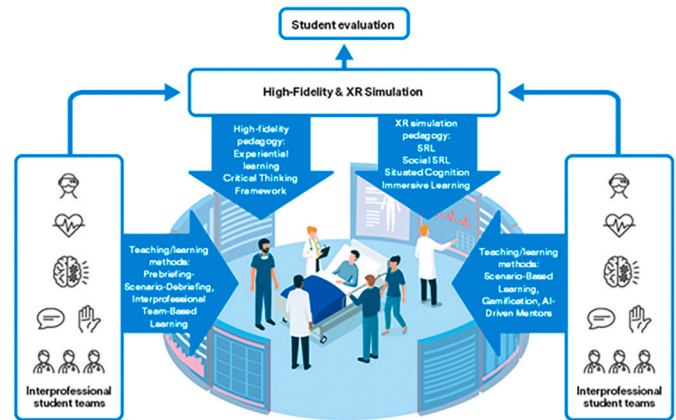 Student evaluation
High-Fidelity & XR Simulation
High-fidelity
pedagogy:
Experiential
learning
Critical Thinking
Framework
XR simulation
pedagogy:
SRL
Social SRL
Situated Cognition
Immersive Learning
Teaching/learning
methods:
Prebriefing-
Scenario-Debriefing,
Interprofessional
Team-Based
Learning
Teaching/learning
methods:
Scenario-Based
Learning,
Gamification, AI-
Driven Mentors
Interprofessional
student teams
Interprofessional
student teams